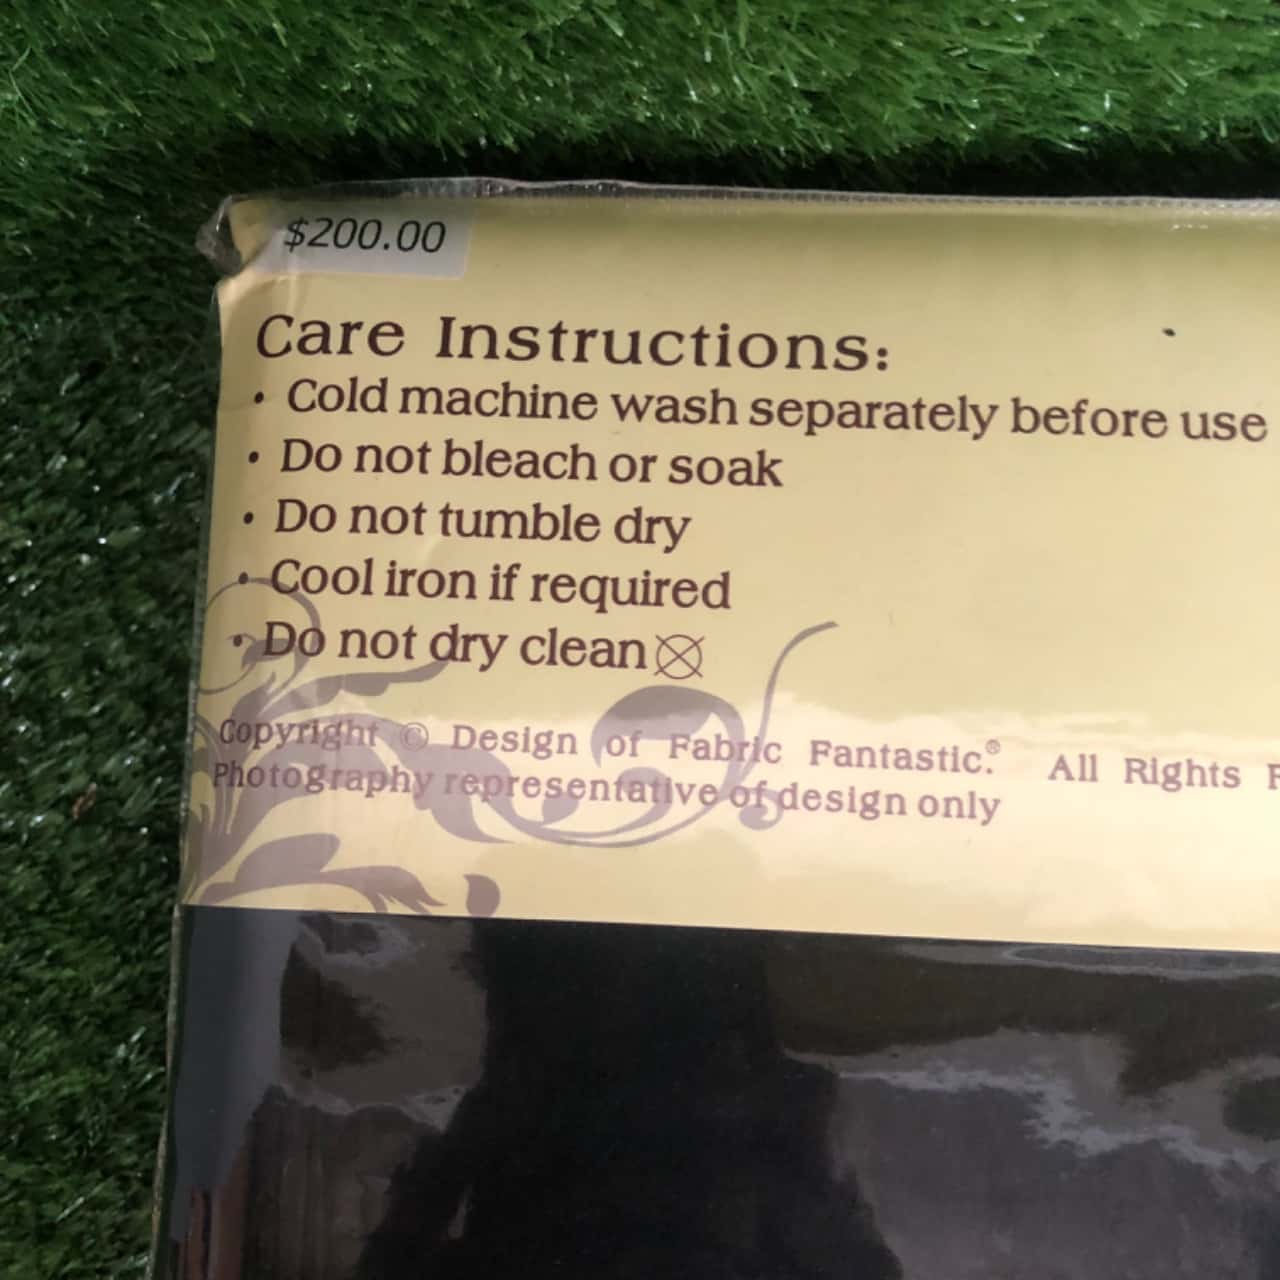 $200.00
Care Instructions:
• Cold machine wash separately before use
• Do not bleach or soak
• Do not tumble dry
• Cool iron if required
• Do not dry clean
Copyright © Design of Fabric Fantastic.® All Rights
Photography representative of design only